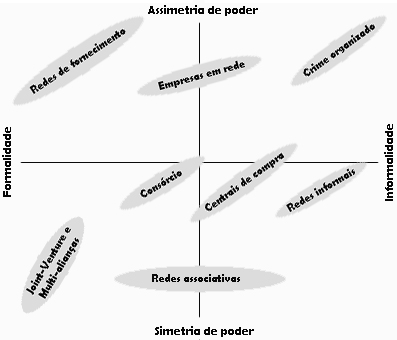 Assimetria de poder
Redes de fornecimento
Empresas em rede
Crime organizado
Formalidade
Informalidade
Consórcio
Centrais de compra
Redes informais
Joint-Venture e
Multi-alianças
Redes associativas
Simetria de poder